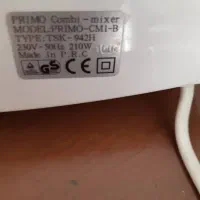 PRIMO Combi-mixer
MODEL:PRIMO-CM1-B
TYPE:TSK-942H
230V~50Hz 210W
Made in P.R.C